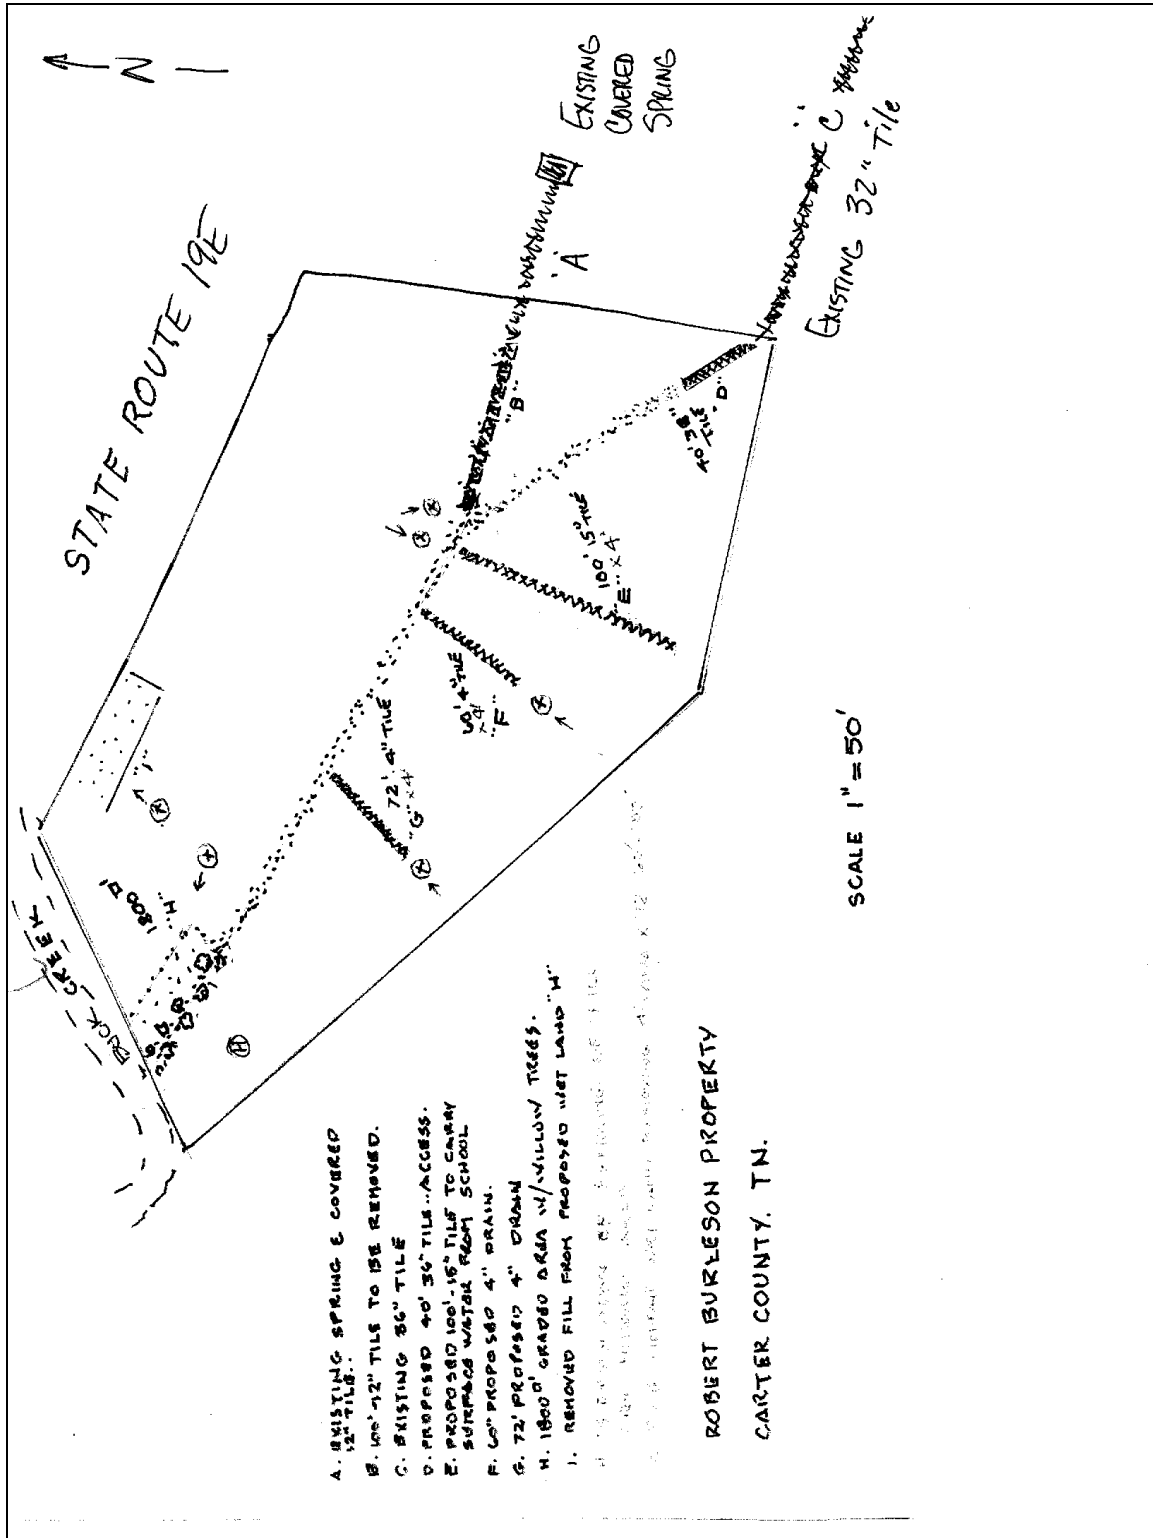 N
STATE ROUTE 19E
EXISTING
COVERED
SPRING
"A"
"B"
"C"
EXISTING 32" Tile
40' 36"
TILE
"D"
100' 15" TILE
"E" x 4'
50' 4" TILE
x 4'
"F"
72' 4" TILE
"G" x 4'
1800 □'
"H"
"I"
BUCK CREEK
A. EXISTING SPRING & COVERED
12" TILE..
B. 100'-12" TILE TO BE REMOVED.
C. EXISTING 36" TILE
D. PROPOSED 40' 36" TILE..ACCESS.
E. PROPOSED 100'-15" TILE TO CARRY
SURFACE WATER FROM SCHOOL
F. 60" PROPOSED 4" DRAIN.
G. 72' PROPOSED 4" DRAIN
H. 1800 □' GRADED AREA W/WILLOW TREES.
I. REMOVED FILL FROM PROPOSED WET LAND "H"
ROBERT BURLESON PROPERTY
CARTER COUNTY. TN.
SCALE 1"=50'